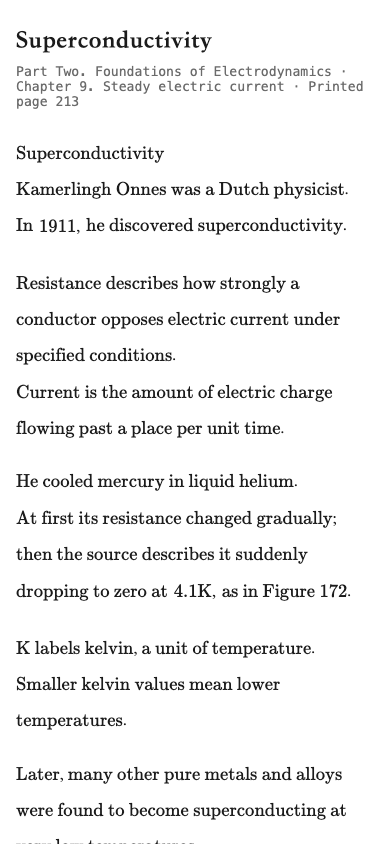 Superconductivity
Part Two. Foundations of Electrodynamics ·
Chapter 9. Steady electric current · Printed
page 213
Superconductivity
Kamerlingh Onnes was a Dutch physicist.
In 1911, he discovered superconductivity.
Resistance describes how strongly a
conductor opposes electric current under
specified conditions.
Current is the amount of electric charge
flowing past a place per unit time.
He cooled mercury in liquid helium.
At first its resistance changed gradually;
then the source describes it suddenly
dropping to zero at 4.1K, as in Figure 172.
K labels kelvin, a unit of temperature.
Smaller kelvin values mean lower
temperatures.
Later, many other pure metals and alloys
were found to become superconducting at
very low temperatures.